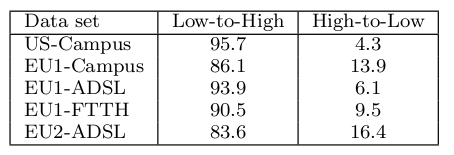 Data set Low-to-High High-to-Low
US-Campus 95.7 4.3
EU1-Campus 86.1 13.9
EU1-ADSL 93.9 6.1
EU1-FTTH 90.5 9.5
EU2-ADSL 83.6 16.4